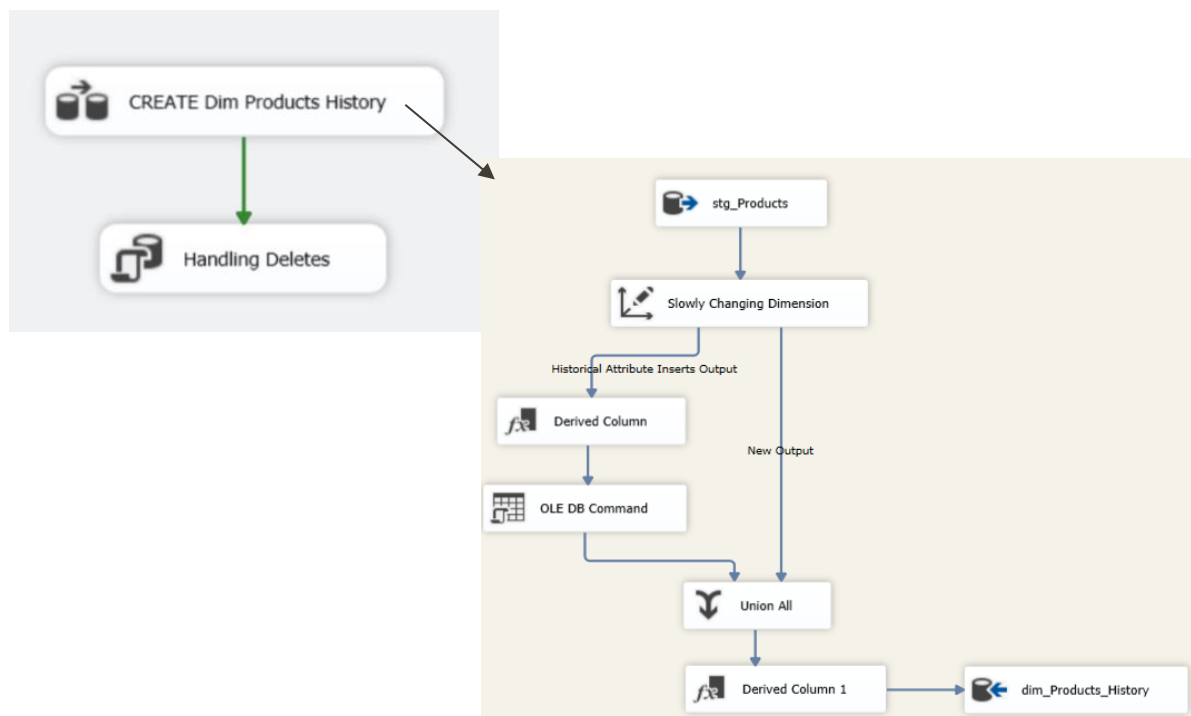 CREATE Dim Products History
Handling Deletes
stg_Products
Slowly Changing Dimension
Historical Attribute Inserts Output
Derived Column
New Output
OLE DB Command
Union All
Derived Column 1
dim_Products_History